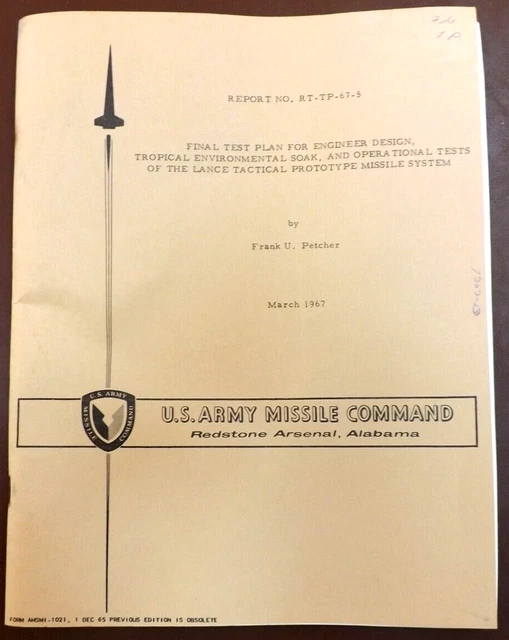 REPORT NO. RT-TP-67-5
FINAL TEST PLAN FOR ENGINEER DESIGN,
TROPICAL ENVIRONMENTAL SOAK, AND OPERATIONAL TESTS
OF THE LANCE TACTICAL PROTOTYPE MISSILE SYSTEM
by
Frank U. Petcher
March 1967
U.S. ARMY
MISSILE
COMMAND
U.S. ARMY MISSILE COMMAND
Redstone Arsenal, Alabama
FORM AMSMI-1021, 1 DEC 65 PREVIOUS EDITION IS OBSOLETE